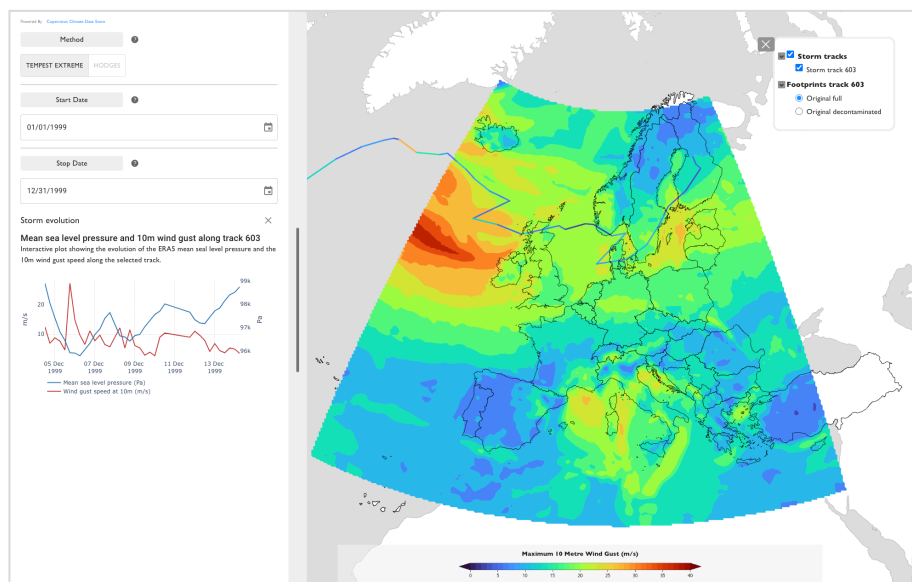 Powered By Copernicus Climate Data Store
Method
TEMPEST EXTREME HODGES
Start Date
01/01/1999
Stop Date
12/31/1999
Storm evolution
Mean sea level pressure and 10m wind gust along track 603
Interactive plot showing the evolution of the ERA5 mean seal level pressure and the
10m wind gust speed along the selected track.
99k
20 98k
m/s Pa
10 97k
96k
05 Dec 07 Dec 09 Dec 11 Dec 13 Dec
1999 1999 1999 1999 1999
Mean sea level pressure (Pa)
Wind gust speed at 10m (m/s)
Storm tracks
Storm track 603
Footprints track 603
Original full
Original decontaminated
Maximum 10 Metre Wind Gust (m/s)
0 5 10 15 20 25 30 35 40